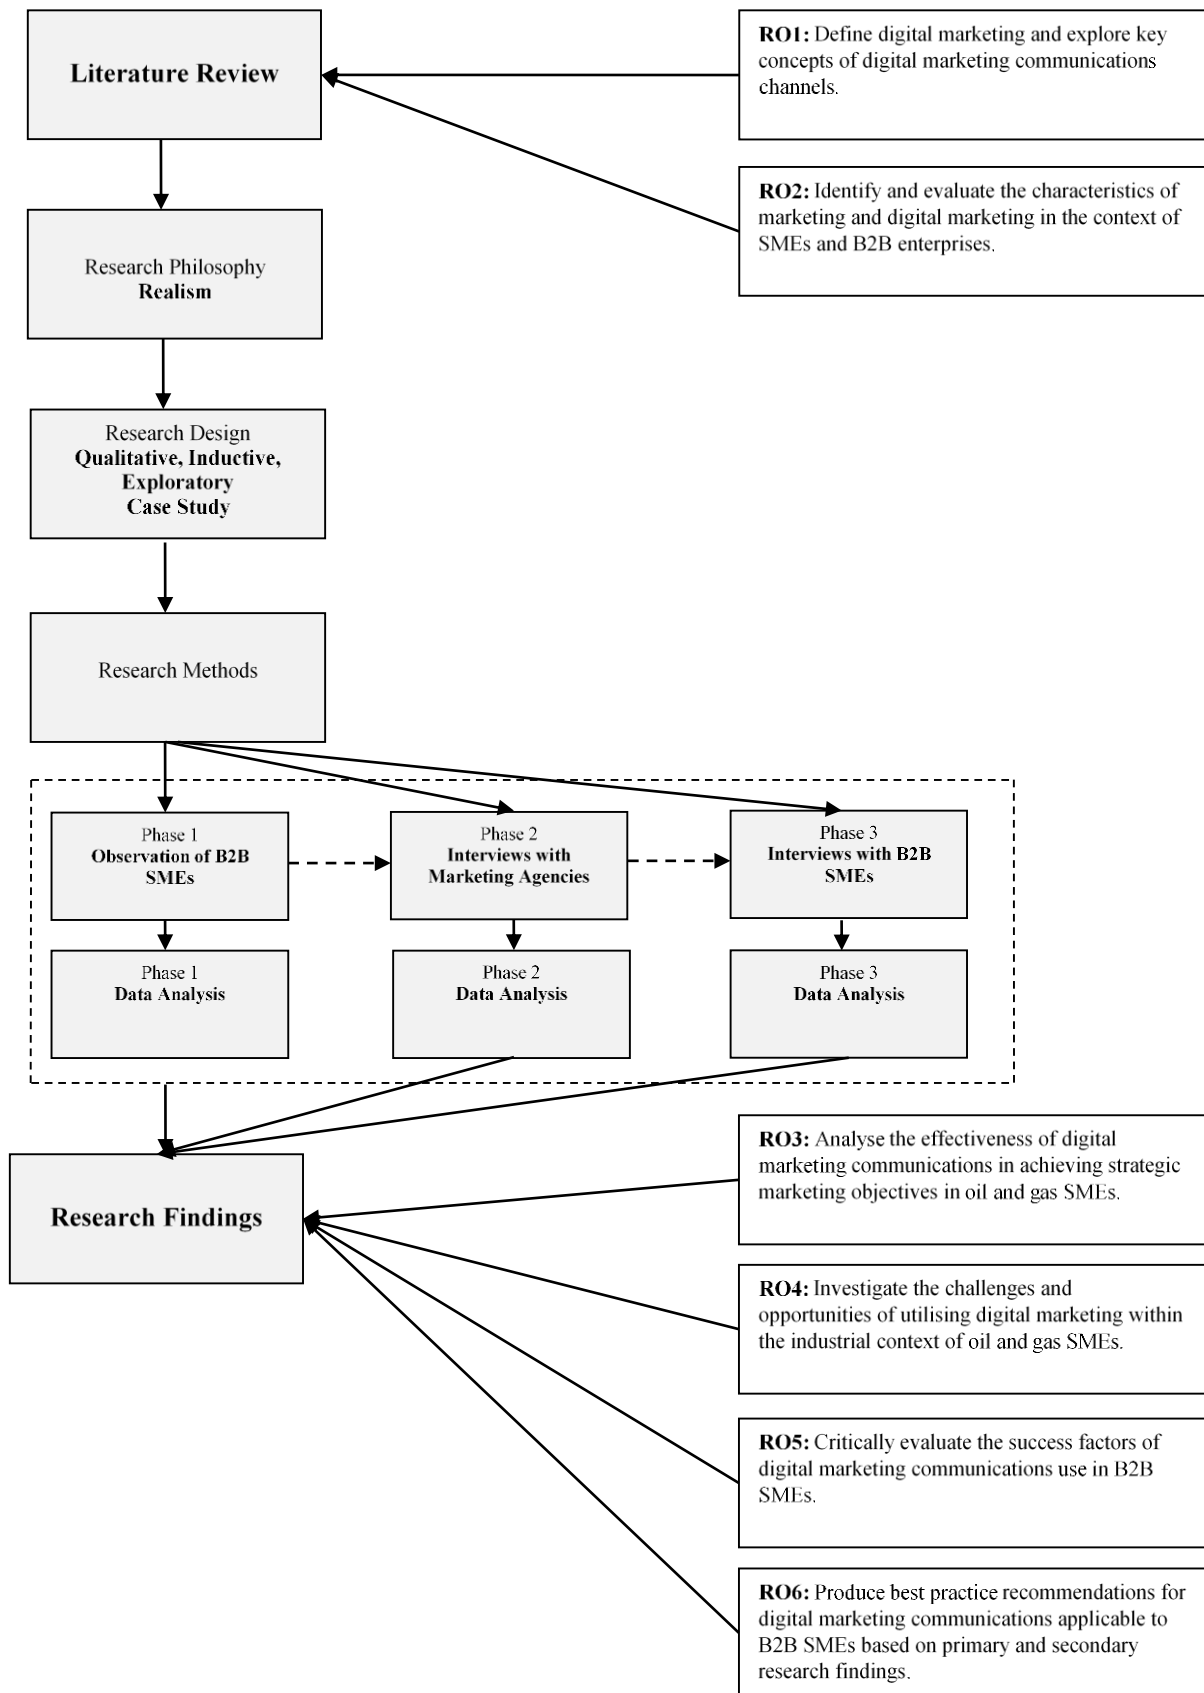 Literature Review
RO1: Define digital marketing and explore key
concepts of digital marketing communications
channels.
RO2: Identify and evaluate the characteristics of
marketing and digital marketing in the context of
SMEs and B2B enterprises.
Research Philosophy
Realism
Research Design
Qualitative, Inductive,
Exploratory
Case Study
Research Methods
Phase 1
Observation of B2B
SMEs
Phase 2
Interviews with
Marketing Agencies
Phase 3
Interviews with B2B
SMEs
Phase 1
Data Analysis
Phase 2
Data Analysis
Phase 3
Data Analysis
Research Findings
RO3: Analyse the effectiveness of digital
marketing communications in achieving strategic
marketing objectives in oil and gas SMEs.
RO4: Investigate the challenges and
opportunities of utilising digital marketing within
the industrial context of oil and gas SMEs.
RO5: Critically evaluate the success factors of
digital marketing communications use in B2B
SMEs.
RO6: Produce best practice recommendations for
digital marketing communications applicable to
B2B SMEs based on primary and secondary
research findings.